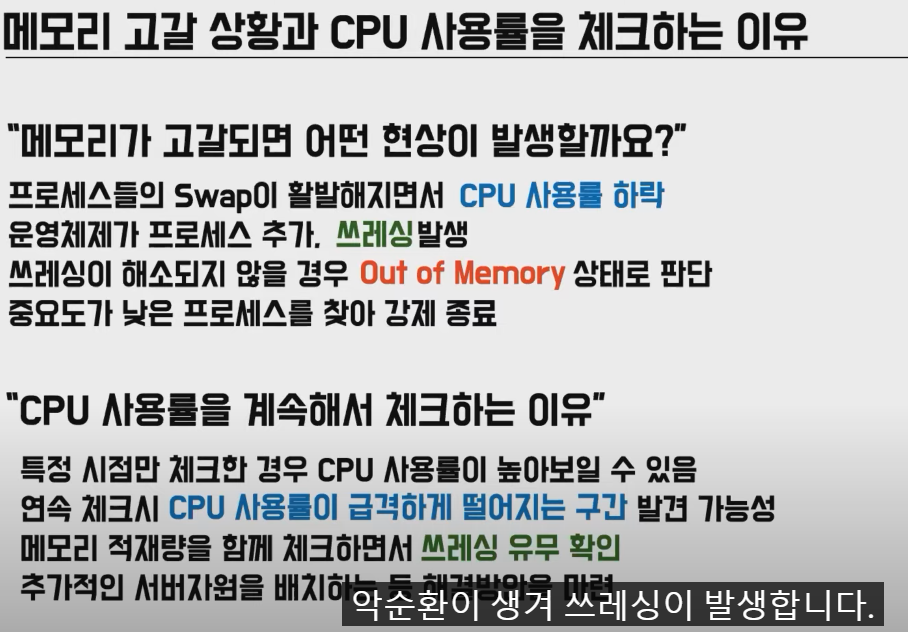 메모리 고갈 상황과 CPU 사용률을 체크하는 이유
“메모리가 고갈되면 어떤 현상이 발생할까요?”
프로세스들의 Swap이 활발해지면서 CPU 사용률 하락
운영체제가 프로세스 추가, 쓰레싱발생
쓰레싱이 해소되지 않을 경우 Out of Memory 상태로 판단
중요도가 낮은 프로세스를 찾아 강제 종료
“CPU 사용률을 계속해서 체크하는 이유”
특정 시점만 체크한 경우 CPU 사용률이 높아보일 수 있음
연속 체크시 CPU 사용률이 급격하게 떨어지는 구간 발견 가능성
메모리 적재량을 함께 체크하면서 쓰레싱 유무 확인
추가적인 서버자원을 배치하는 등 해결방안을 마련
악순환이 생겨 쓰레싱이 발생합니다.